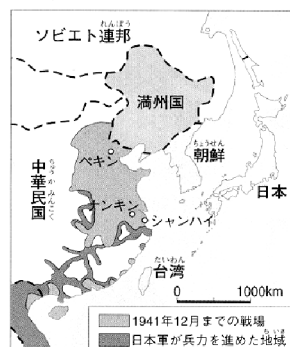 ソビエト連邦
れんぽう
満州国
ペキン
朝鮮
ちょうせん
中華民国
ちゅうかみんこく
日本
ナンキン
シャンハイ
台湾
たいわん
0 1000km
1941年12月までの戦場
日本軍が兵力を進めた地域
ちいき